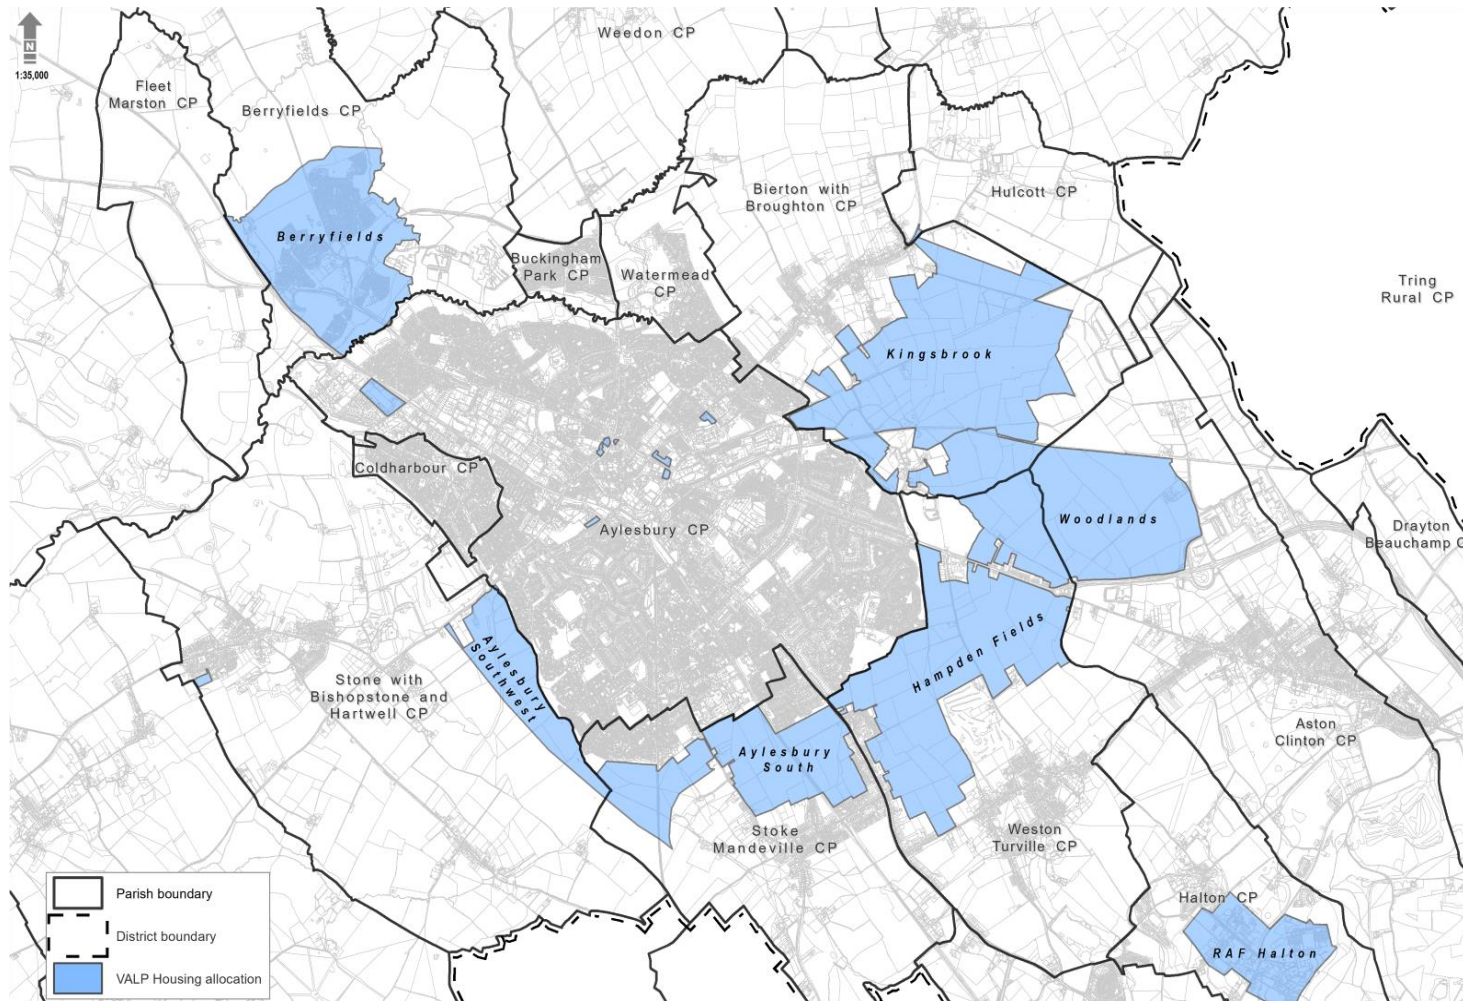 N
1:35,000
Weedon CP
Fleet
Marston CP
Berryfields CP
Bierton with
Broughton CP
Hulcott CP
Berryfields
Buckingham
Park CP
Watermead
CP
Tring
Rural CP
Kingsbrook
Coldharbour CP
Aylesbury CP
Woodlands
Drayton
Beauchamp C
Hampden Fields
Aylesbury
Southwest
Stone with
Bishopstone and
Hartwell CP
Aston
Clinton CP
Aylesbury
South
Stoke
Mandeville CP
Weston
Turville CP
Halton CP
RAF Halton
Parish boundary
District boundary
VALP Housing allocation